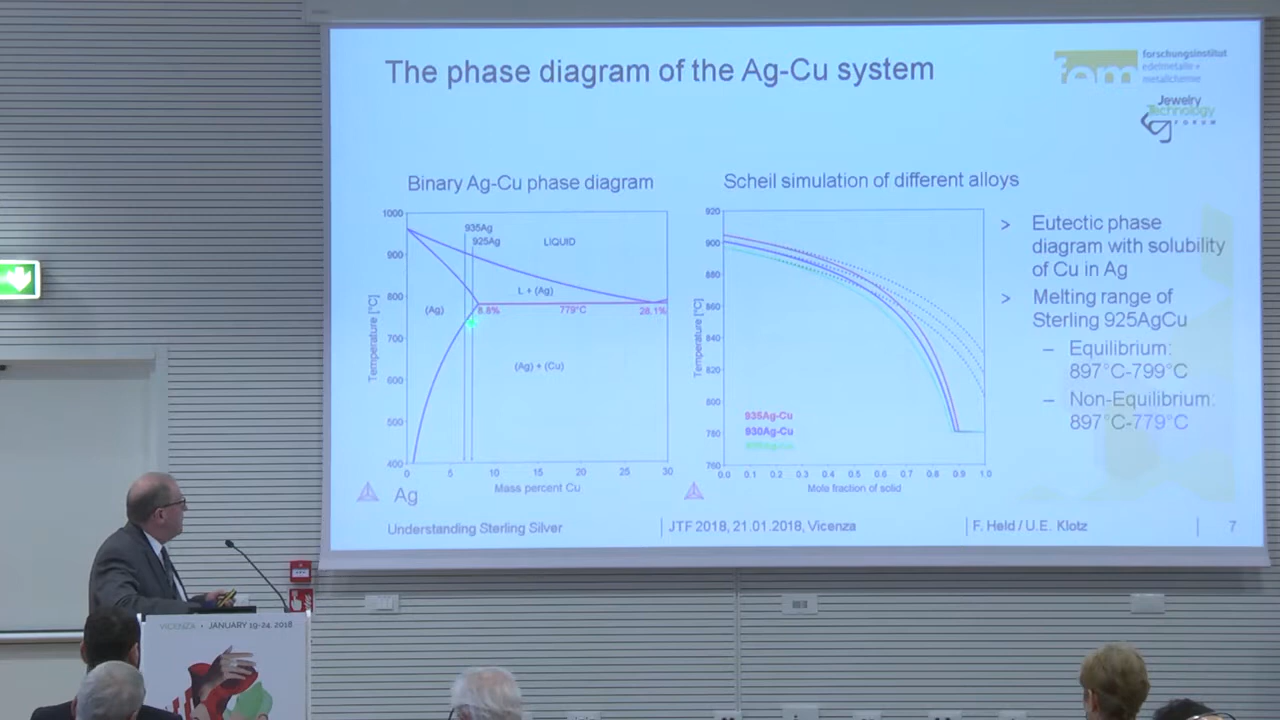 The phase diagram of the Ag-Cu system
fem
forschungsinstitut
edelmetalle +
metallchemie
Jewelry
Technology
FORUM
Binary Ag-Cu phase diagram
1000
900
800
700
600
500
400
Temperature [°C]
935Ag
925Ag
LIQUID
L + (Ag)
(Ag)
8.8%
779°C
28.1%
(Ag) + (Cu)
0 5 10 15 20 25 30
Mass percent Cu
Ag
Scheil simulation of different alloys
920
900
880
860
840
820
800
780
760
Temperature [°C]
935Ag-Cu
930Ag-Cu
0.0 0.1 0.2 0.3 0.4 0.5 0.6 0.7 0.8 0.9 1.0
Mole fraction of solid
> Eutectic phase
diagram with solubility
of Cu in Ag
> Melting range of
Sterling 925AgCu
– Equilibrium:
897°C-799°C
– Non-Equilibrium:
897°C-779°C
Understanding Sterling Silver
JTF 2018, 21.01.2018, Vicenza
F. Held / U.E. Klotz
7
VICENZA • JANUARY 19-24, 2018